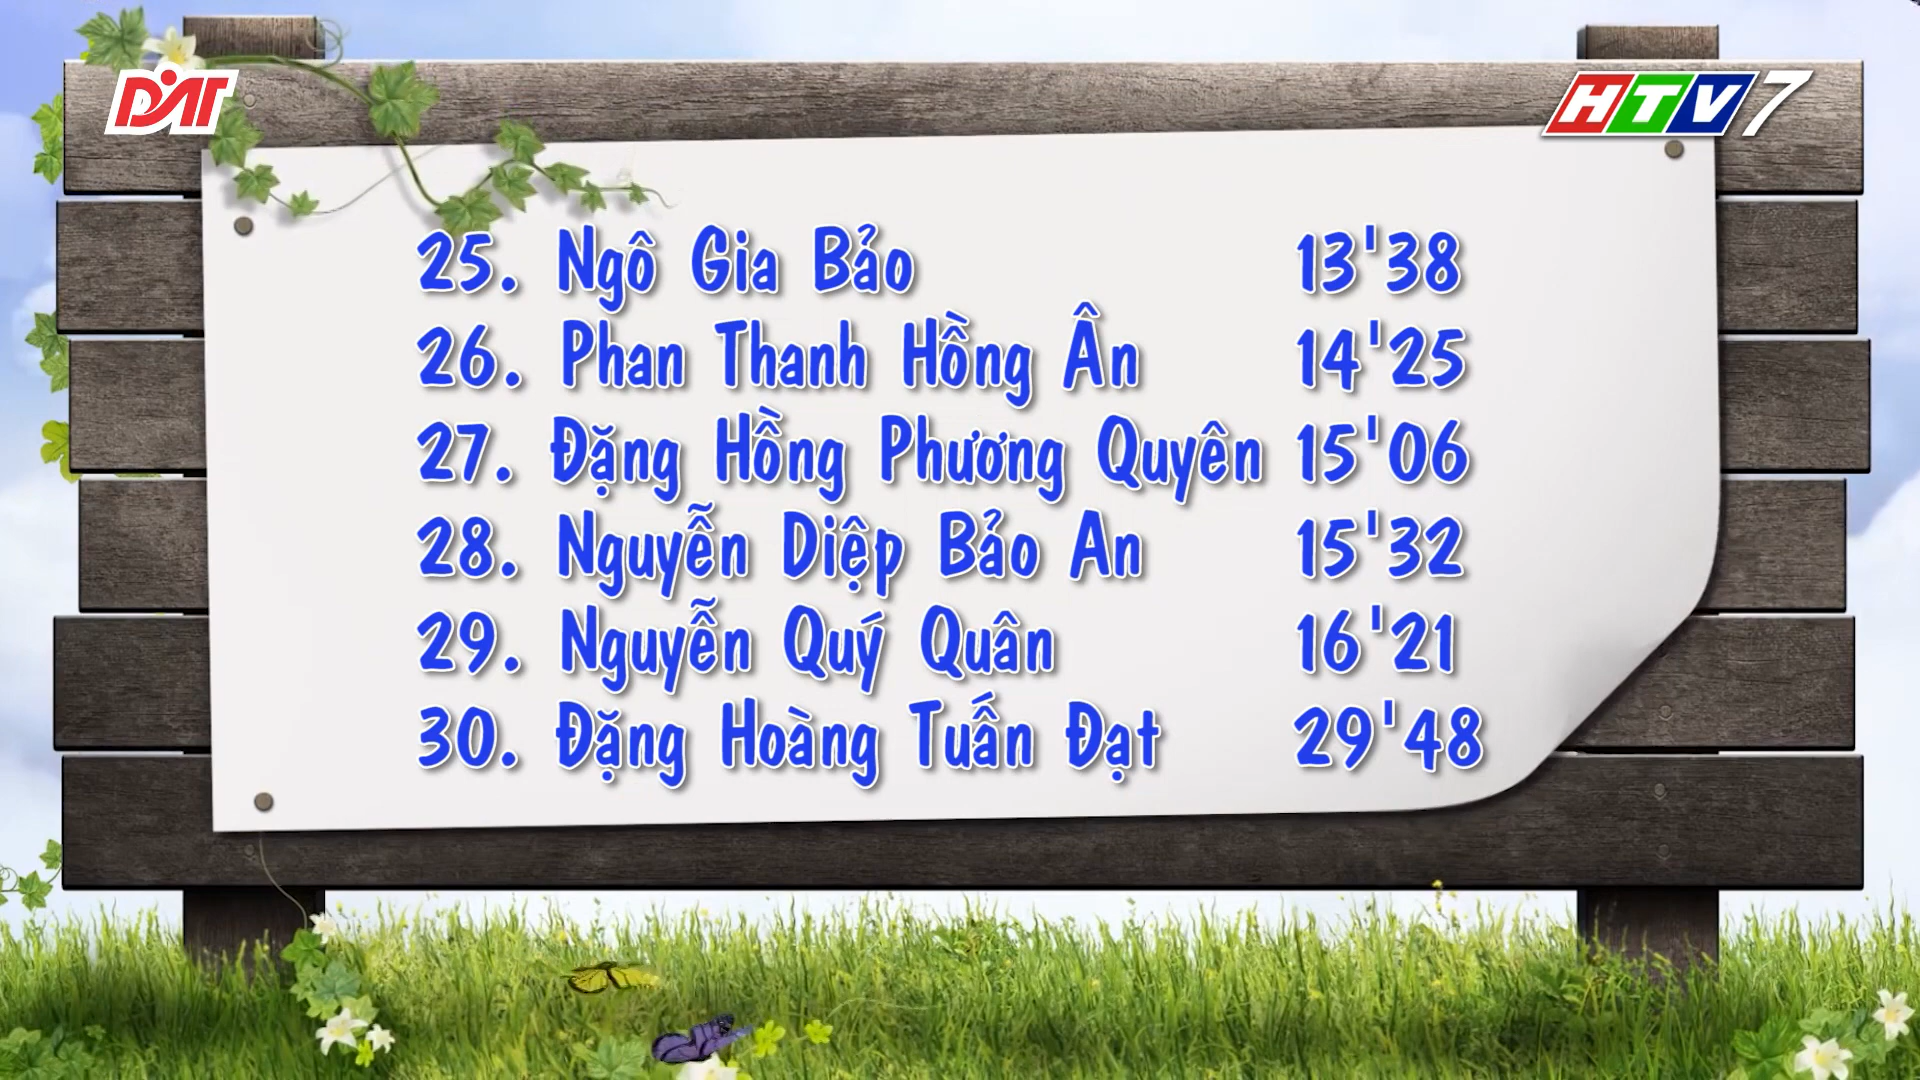 DIAT
HTV7
25. Ngô Gia Bảo 13'38
26. Phan Thanh Hồng Ân 14'25
27. Đặng Hồng Phương Quyên 15'06
28. Nguyễn Diệp Bảo An 15'32
29. Nguyễn Quý Quân 16'21
30. Đặng Hoàng Tuấn Đạt 29'48